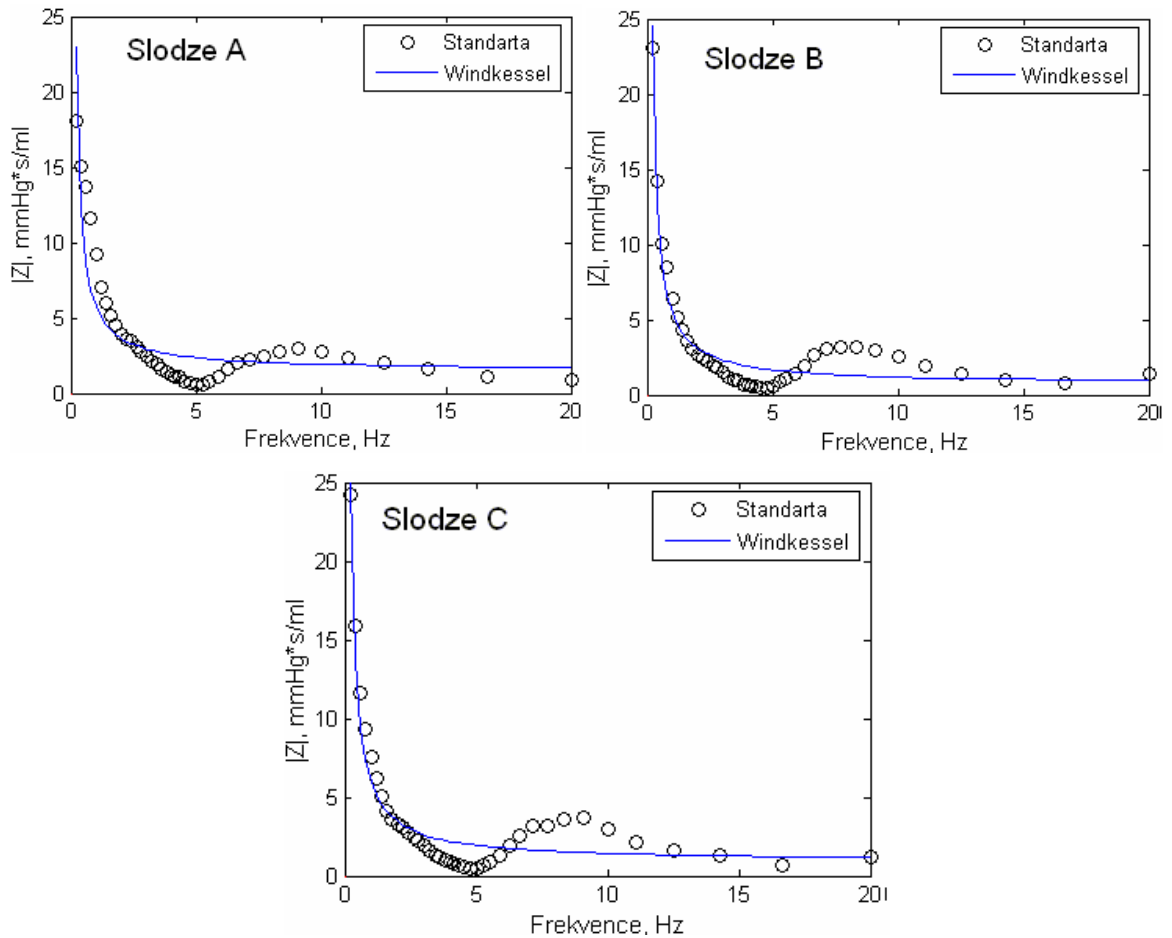 Slodze A
Standarta
Windkessel
|Z|, mmHg*s/ml
25
20
15
10
5
0
0 5 10 15 20
Frekvence, Hz
Slodze B
Standarta
Windkessel
|Z|, mmHg*s/ml
25
20
15
10
5
0
0 5 10 15 20
Frekvence, Hz
Slodze C
Standarta
Windkessel
|Z|, mmHg*s/ml
25
20
15
10
5
0
0 5 10 15 20
Frekvence, Hz